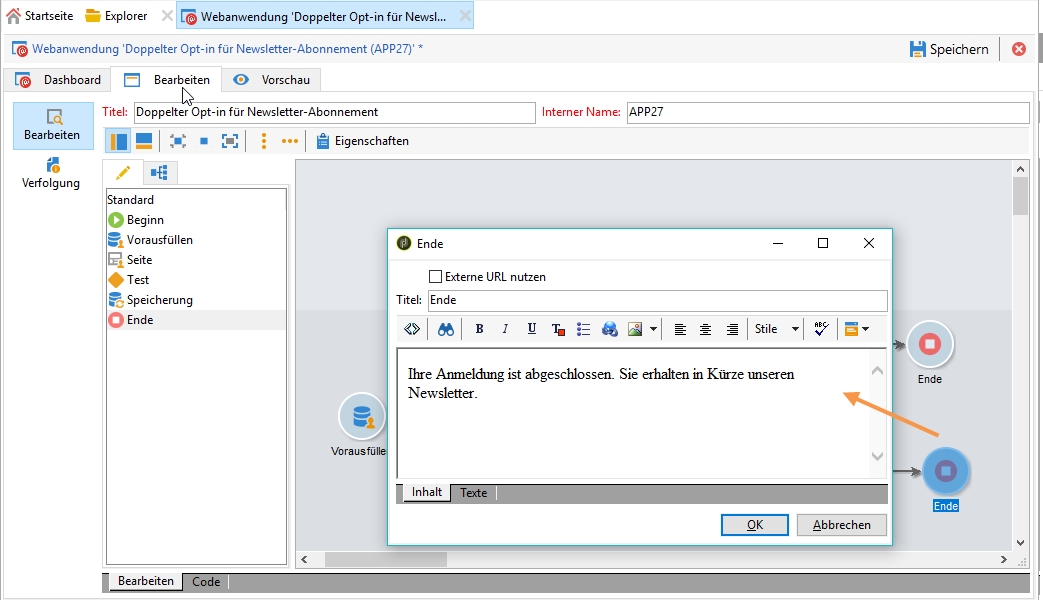 Startseite
Explorer
Webanwendung 'Doppelter Opt-in für Newsl...
Webanwendung 'Doppelter Opt-in für Newsletter-Abonnement (APP27)' *
Speichern
Dashboard
Bearbeiten
Vorschau
Bearbeiten
Verfolgung
Titel:
Doppelter Opt-in für Newsletter-Abonnement
Interner Name:
APP27
Eigenschaften
Standard
Beginn
Vorausfüllen
Seite
Test
Speicherung
Ende
Vorausfülle
Ende
Externe URL nutzen
Titel:
Ende
B I U T
Stile
ABC
Ihre Anmeldung ist abgeschlossen. Sie erhalten in Kürze unseren
Newsletter.
Inhalt
Texte
OK
Abbrechen
Ende
Ende
Bearbeiten
Code